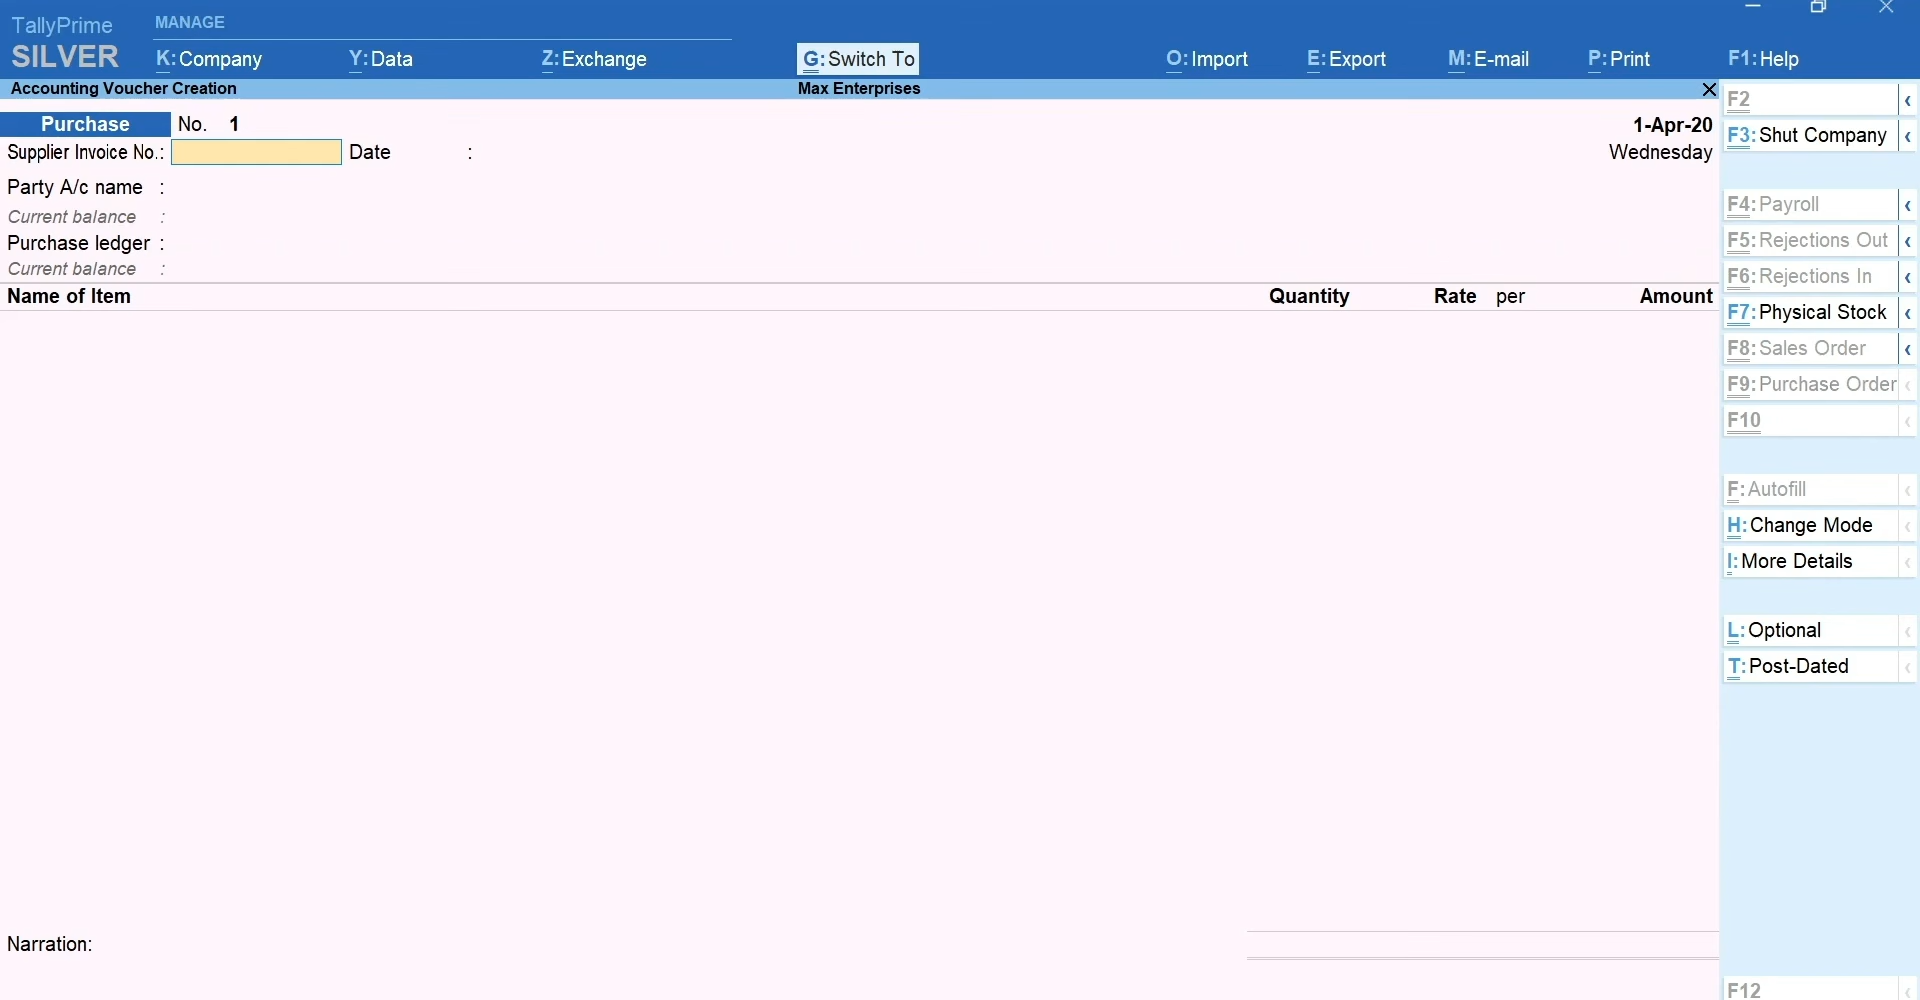 TallyPrime
MANAGE
SILVER
K: Company
Y: Data
Z: Exchange
G: Switch To
O: Import
E: Export
M: E-mail
P: Print
F1: Help
Accounting Voucher Creation
Max Enterprises
Purchase No. 1
1-Apr-20
Supplier Invoice No.:
Date :
Wednesday
Party A/c name :
Current balance :
Purchase ledger :
Current balance :
Name of Item
Quantity
Rate per
Amount
Narration:
F2
F3: Shut Company
F4: Payroll
F5: Rejections Out
F6: Rejections In
F7: Physical Stock
F8: Sales Order
F9: Purchase Order
F10
F: Autofill
H: Change Mode
I: More Details
L: Optional
T: Post-Dated
F12